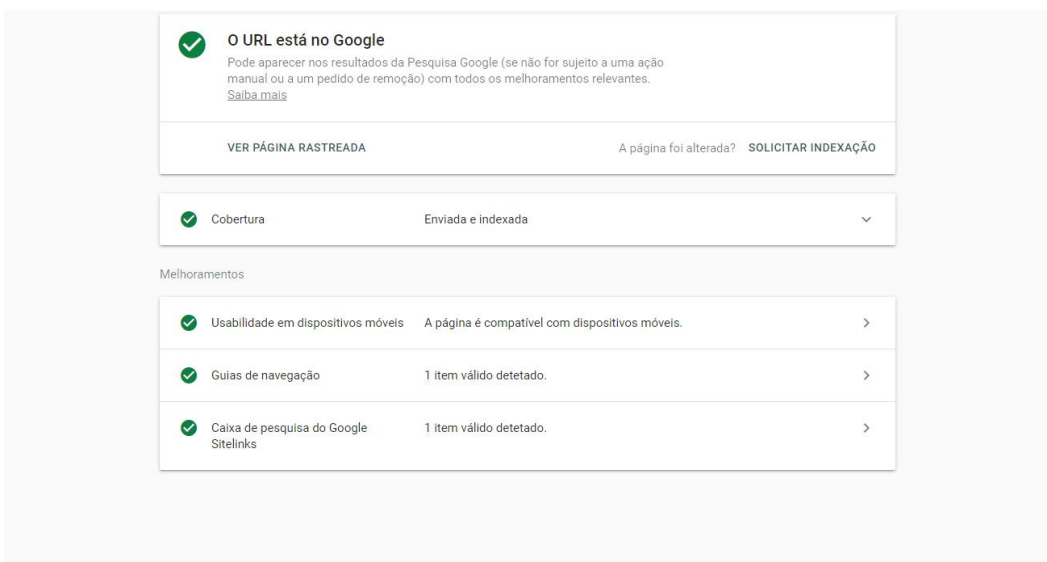 O URL está no Google
Pode aparecer nos resultados da Pesquisa Google (se não for sujeito a uma ação
manual ou a um pedido de remoção) com todos os melhoramentos relevantes.
Saiba mais
VER PÁGINA RASTREADA
A página foi alterada? SOLICITAR INDEXAÇÃO
Cobertura
Enviada e indexada
Melhoramentos
Usabilidade em dispositivos móveis
A página é compatível com dispositivos móveis.
Guias de navegação
1 item válido detetado.
Caixa de pesquisa do Google
Sitelinks
1 item válido detetado.